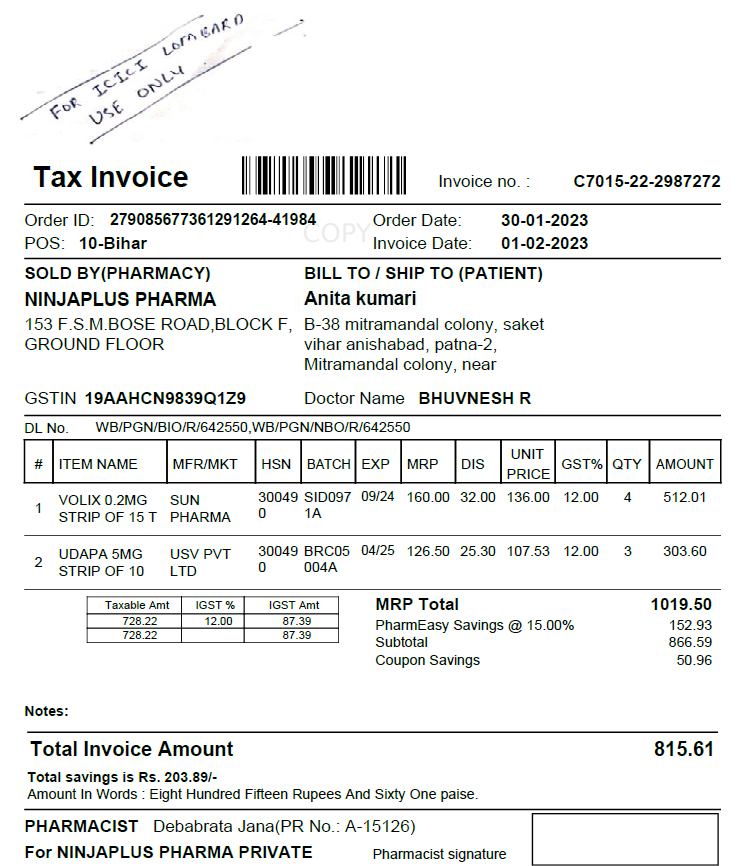 FOR ICICI LOMBARD
USE ONLY
Tax Invoice
Invoice no. : C7015-22-2987272
Order ID: 279085677361291264-41984
COPY
Order Date: 30-01-2023
POS: 10-Bihar
Invoice Date: 01-02-2023
SOLD BY(PHARMACY)
NINJAPLUS PHARMA
153 F.S.M.BOSE ROAD,BLOCK F,
GROUND FLOOR
BILL TO / SHIP TO (PATIENT)
Anita kumari
B-38 mitramandal colony, saket
vihar anishabad, patna-2,
Mitramandal colony, near
GSTIN 19AAHCN9839Q1Z9
Doctor Name BHUVNESH R
DL No. WB/PGN/BIO/R/642550,WB/PGN/NBO/R/642550
# ITEM NAME MFR/MKT HSN BATCH EXP MRP DIS UNIT PRICE GST% QTY AMOUNT
1 VOLIX 0.2MG SUN 30049 SID097 09/24 160.00 32.00 136.00 12.00 4 512.01
STRIP OF 15 T PHARMA 0 1A
2 UDAPA 5MG USV PVT 30049 BRC05 04/25 126.50 25.30 107.53 12.00 3 303.60
STRIP OF 10 LTD 0 004A
Taxable Amt IGST % IGST Amt
728.22 12.00 87.39
728.22 87.39
MRP Total 1019.50
PharmEasy Savings @ 15.00% 152.93
Subtotal 866.59
Coupon Savings 50.96
Notes:
Total Invoice Amount 815.61
Total savings is Rs. 203.89/-
Amount In Words : Eight Hundred Fifteen Rupees And Sixty One paise.
PHARMACIST Debabrata Jana(PR No.: A-15126)
For NINJAPLUS PHARMA PRIVATE
Pharmacist signature